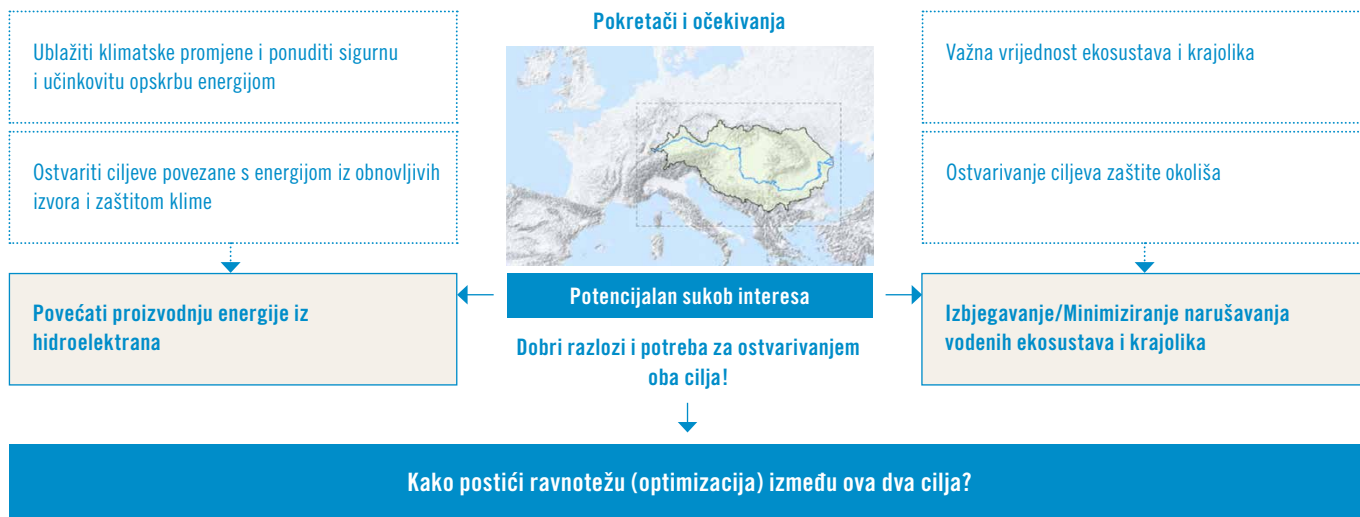 Pokretači i očekivanja
Ublažiti klimatske promjene i ponuditi sigurnu
i učinkovitu opskrbu energijom
Ostvariti ciljeve povezane s energijom iz obnovljivih
izvora i zaštitom klime
Povećati proizvodnju energije iz
hidroelektrana
Potencijalan sukob interesa
Dobri razlozi i potreba za ostvarivanjem
oba cilja!
Važna vrijednost ekosustava i krajolika
Ostvarivanje ciljeva zaštite okoliša
Izbjegavanje/Minimiziranje narušavanja
vodenih ekosustava i krajolika
Kako postići ravnotežu (optimizacija) između ova dva cilja?